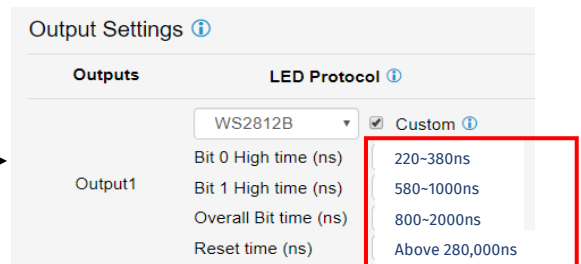 Output Settings
Outputs LED Protocol
WS2812B Custom
Bit 0 High time (ns) 220~380ns
Output1 Bit 1 High time (ns) 580~1000ns
Overall Bit time (ns) 800~2000ns
Reset time (ns) Above 280,000ns